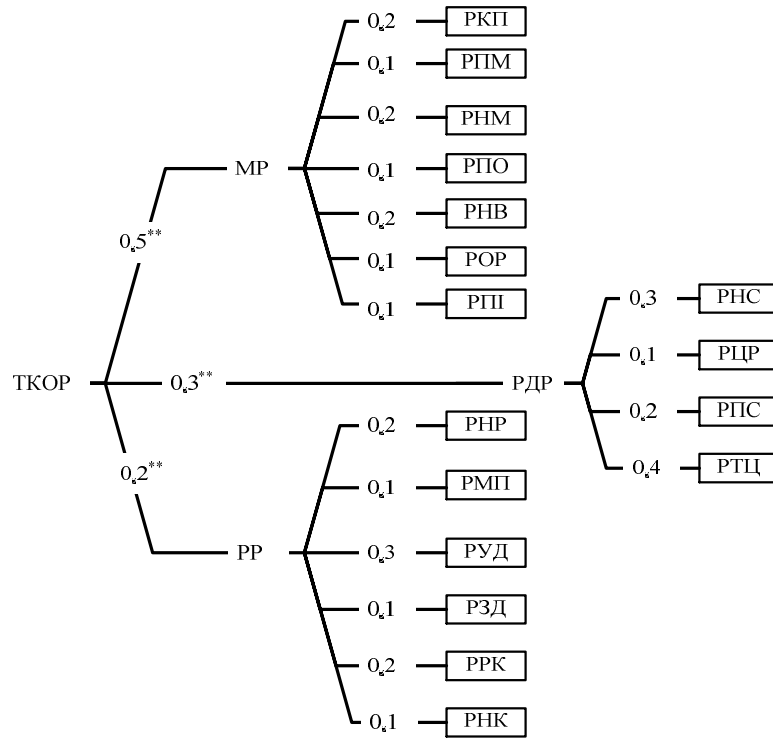 0,2 РКП
0,1 РПМ
0,2 РНМ
МР 0,1 РПО
0,2 РНВ
0,5**
0,1 РОР
0,1 РПІ
0,3 РНС
0,1 РЦР
ТКОР 0,3** РДР
0,2 РПС
0,2 РНР
0,4 РТЦ
0,2**
0,1 РМП
РР 0,3 РУД
0,1 РЗД
0,2 РРК
0,1 РНК